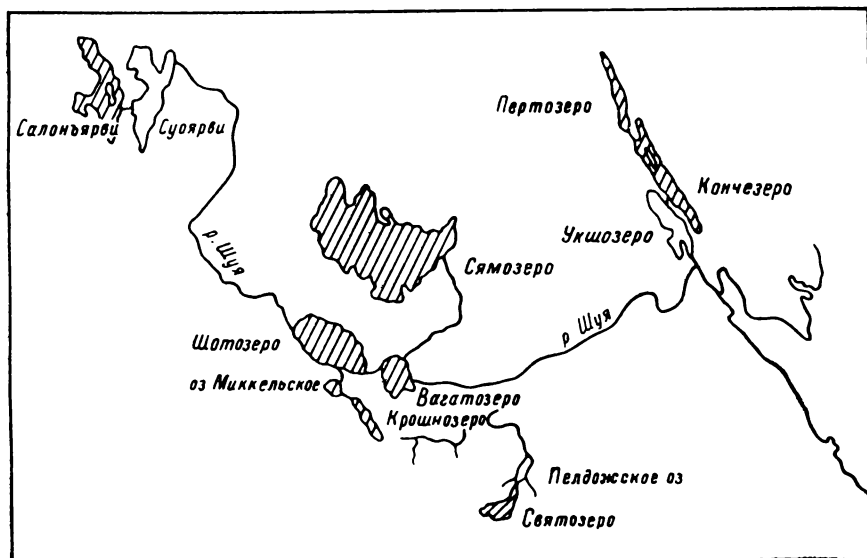 Салонъярви
Суоярви
Пертозеро
Кончезеро
Укшозеро
р. Шуя
Сямозеро
р Шуя
Шотозеро
оз Миккельское
Вагатозеро
Крошнозеро
Пелдожское оз
Святозеро